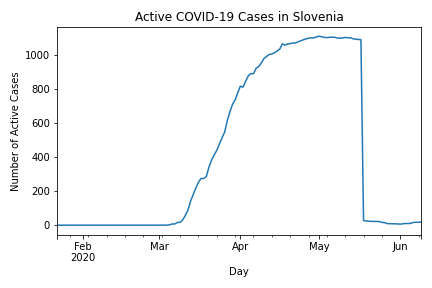 Active COVID-19 Cases in Slovenia
Number of Active Cases
1000
800
600
400
200
0
Feb
2020
Mar
Apr
May
Jun
Day